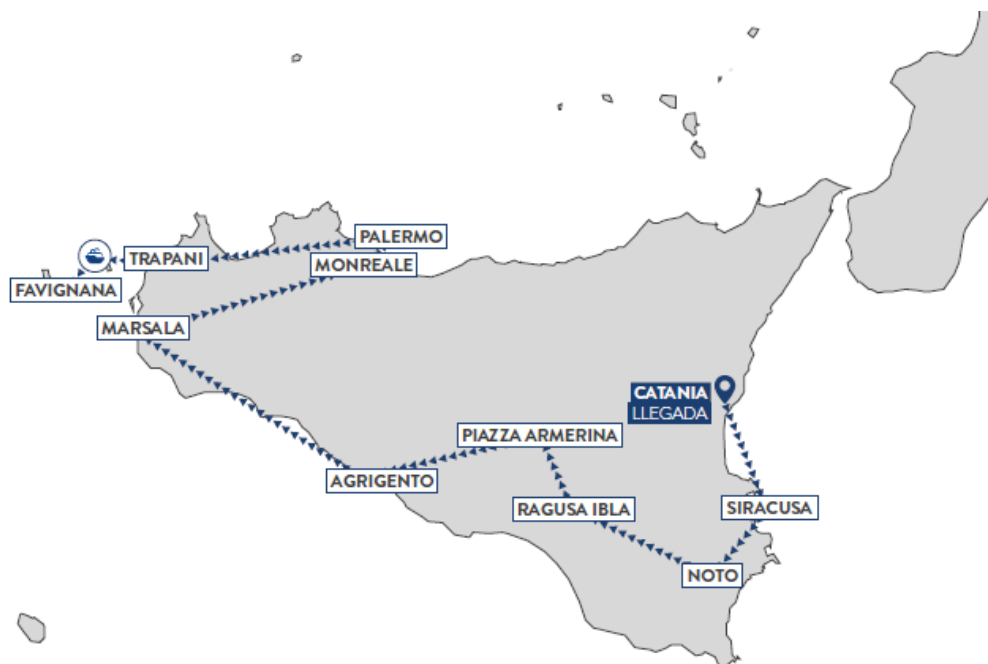 PALERMO
TRAPANI
MONREALE
FAVIGNANA
MARSALA
CATANIA
LLEGADA
PIAZZA ARMERINA
AGRIGENTO
RAGUSA IBLA
SIRACUSA
NOTO